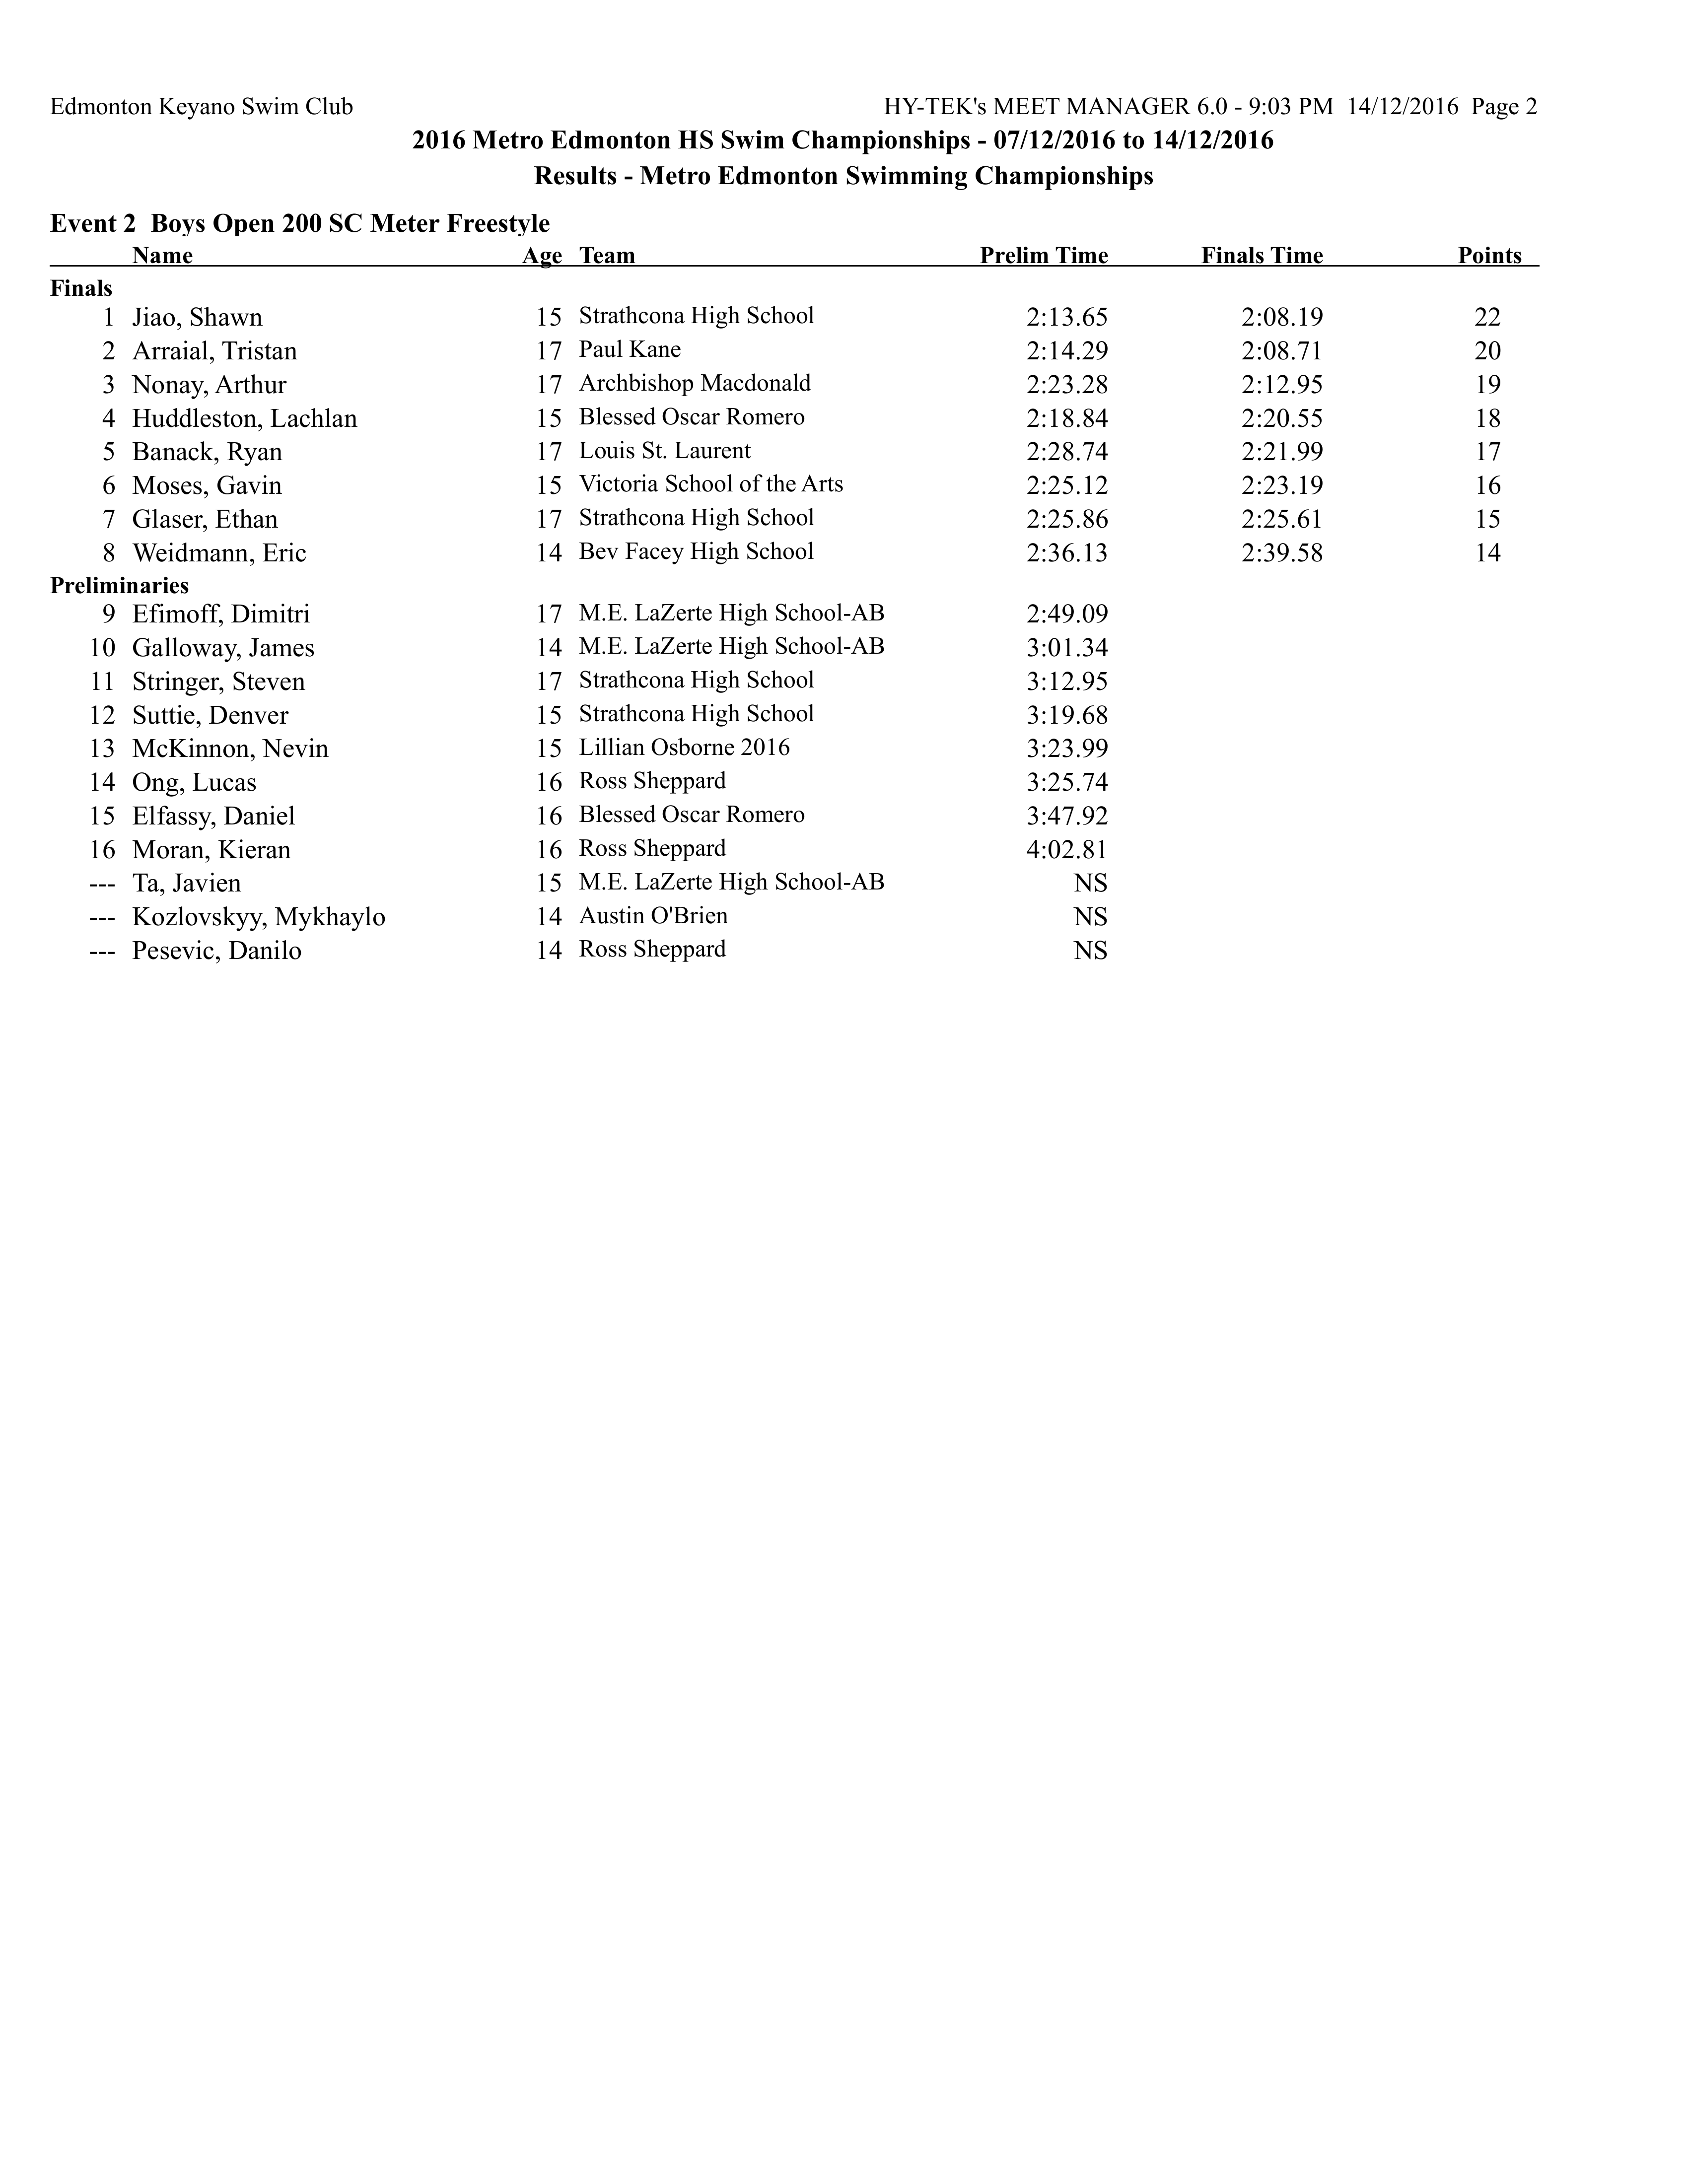 Edmonton Keyano Swim Club HY-TEK's MEET MANAGER 6.0 - 9:03 PM 14/12/2016 Page 2
2016 Metro Edmonton HS Swim Championships - 07/12/2016 to 14/12/2016
Results - Metro Edmonton Swimming Championships
Event 2 Boys Open 200 SC Meter Freestyle
Name Age Team Prelim Time Finals Time Points
Finals
1 Jiao, Shawn 15 Strathcona High School 2:13.65 2:08.19 22
2 Arraial, Tristan 17 Paul Kane 2:14.29 2:08.71 20
3 Nonay, Arthur 17 Archbishop Macdonald 2:23.28 2:12.95 19
4 Huddleston, Lachlan 15 Blessed Oscar Romero 2:18.84 2:20.55 18
5 Banack, Ryan 17 Louis St. Laurent 2:28.74 2:21.99 17
6 Moses, Gavin 15 Victoria School of the Arts 2:25.12 2:23.19 16
7 Glaser, Ethan 17 Strathcona High School 2:25.86 2:25.61 15
8 Weidmann, Eric 14 Bev Facey High School 2:36.13 2:39.58 14
Preliminaries
9 Efimoff, Dimitri 17 M.E. LaZerte High School-AB 2:49.09
10 Galloway, James 14 M.E. LaZerte High School-AB 3:01.34
11 Stringer, Steven 17 Strathcona High School 3:12.95
12 Suttie, Denver 15 Strathcona High School 3:19.68
13 McKinnon, Nevin 15 Lillian Osborne 2016 3:23.99
14 Ong, Lucas 16 Ross Sheppard 3:25.74
15 Elfassy, Daniel 16 Blessed Oscar Romero 3:47.92
16 Moran, Kieran 16 Ross Sheppard 4:02.81
--- Ta, Javien 15 M.E. LaZerte High School-AB NS
--- Kozlovskyy, Mykhaylo 14 Austin O'Brien NS
--- Pesevic, Danilo 14 Ross Sheppard NS